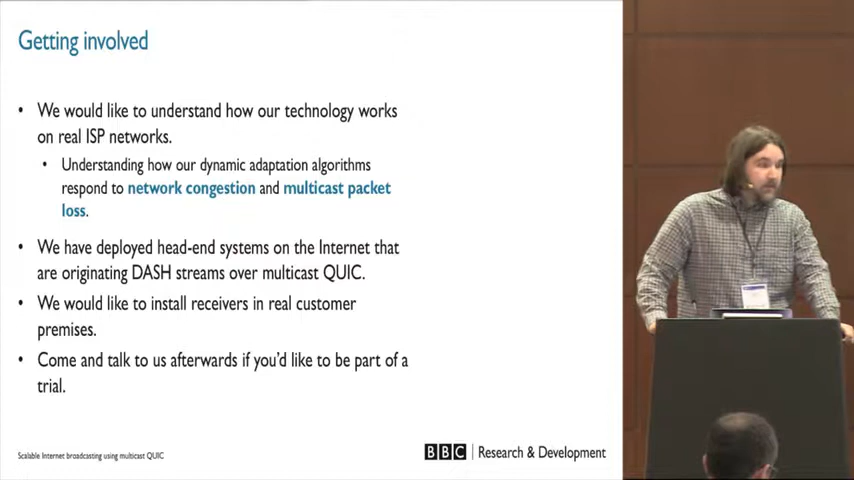 Getting involved
• We would like to understand how our technology works
on real ISP networks.
• Understanding how our dynamic adaptation algorithms
respond to network congestion and multicast packet
loss.
• We have deployed head-end systems on the Internet that
are originating DASH streams over multicast QUIC.
• We would like to install receivers in real customer
premises.
• Come and talk to us afterwards if you'd like to be part of a
trial.
Scalable Internet broadcasting using multicast QUIC
BBC | Research & Development